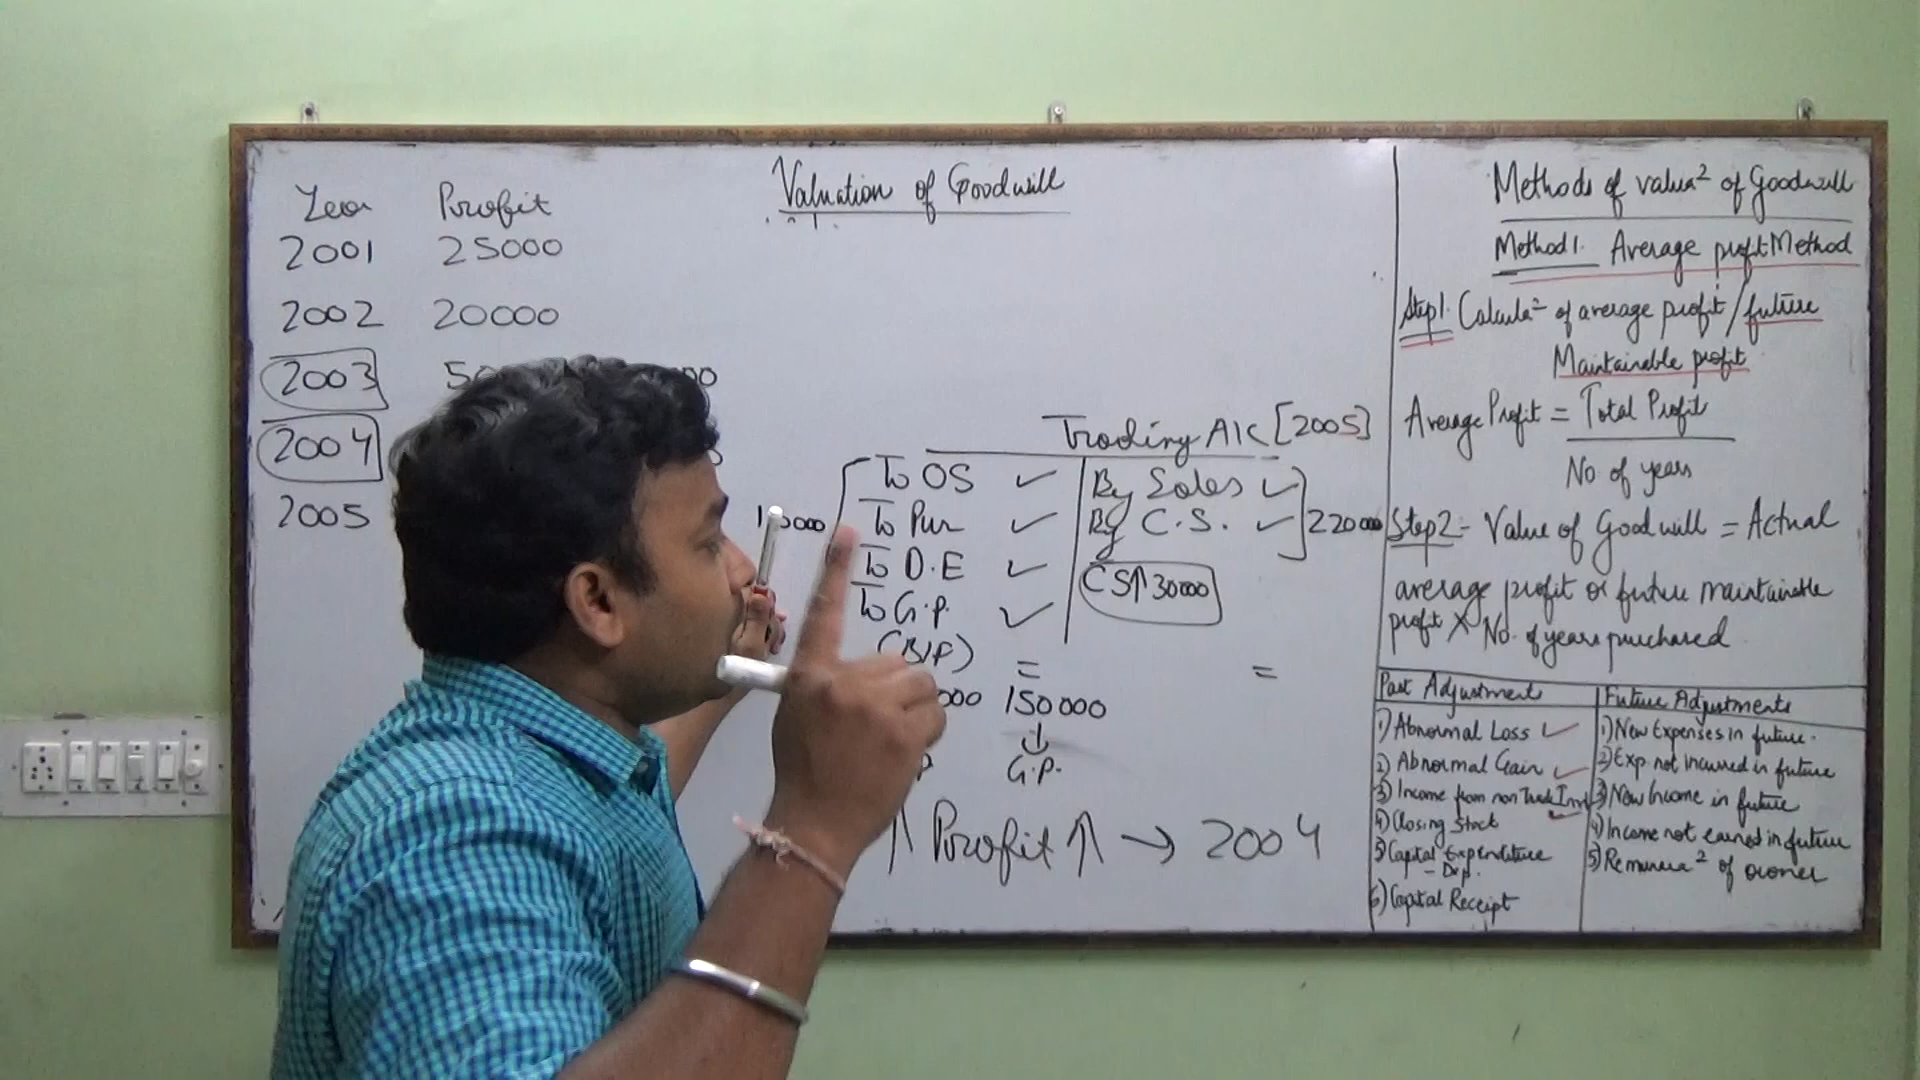 Valuation of Goodwill
Year Profit
2001 25000
2002 20000
2003
2004
2005
Trading A/C [2005]
To OS ✓ By Sales ✓
To Pur ✓ By C.S. ✓ 220000
To D.E ✓ CS↑30000
To G.p. ✓
(B/F) = =
150000
↓
G.P.
↑ Profit ↑ → 2004
Methods of valua² of Goodwill
Method 1. Average profit Method
Step 1. Calcula² of average profit / future
Maintainable profit
Average Profit = Total Profit
No of years
Step 2 - Value of Goodwill = Actual
average profit or future maintainable
profit X No. of years purchased
Past Adjustments
1) Abnormal Loss ✓
2) Abnormal Gain ✓
3) Income from non Trade Inv
4) Closing Stock
5) Capital Expenditure
- Dep.
6) Capital Receipt
Future Adjustments
1) New Expenses in future.
2) Exp. not incurred in future
3) New Income in future
4) Income not earned in future
5) Remunera² of owner